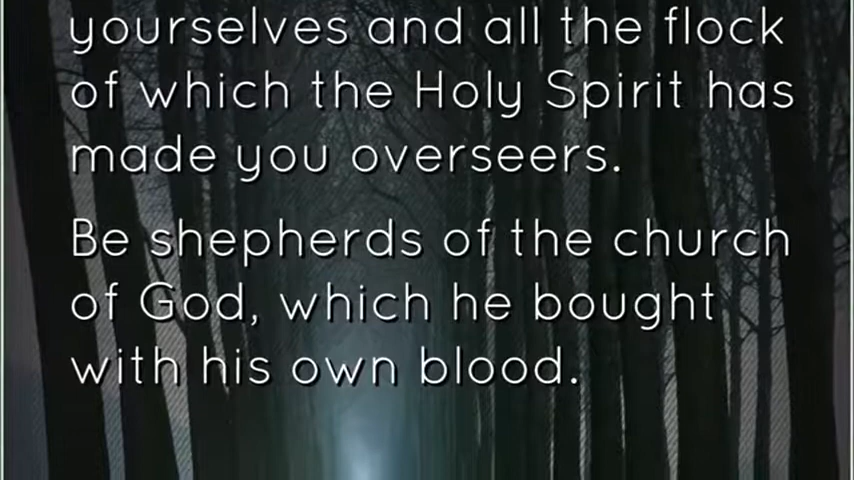 yourselves and all the flock
of which the Holy Spirit has
made you overseers.
Be shepherds of the church
of God, which he bought
with his own blood.